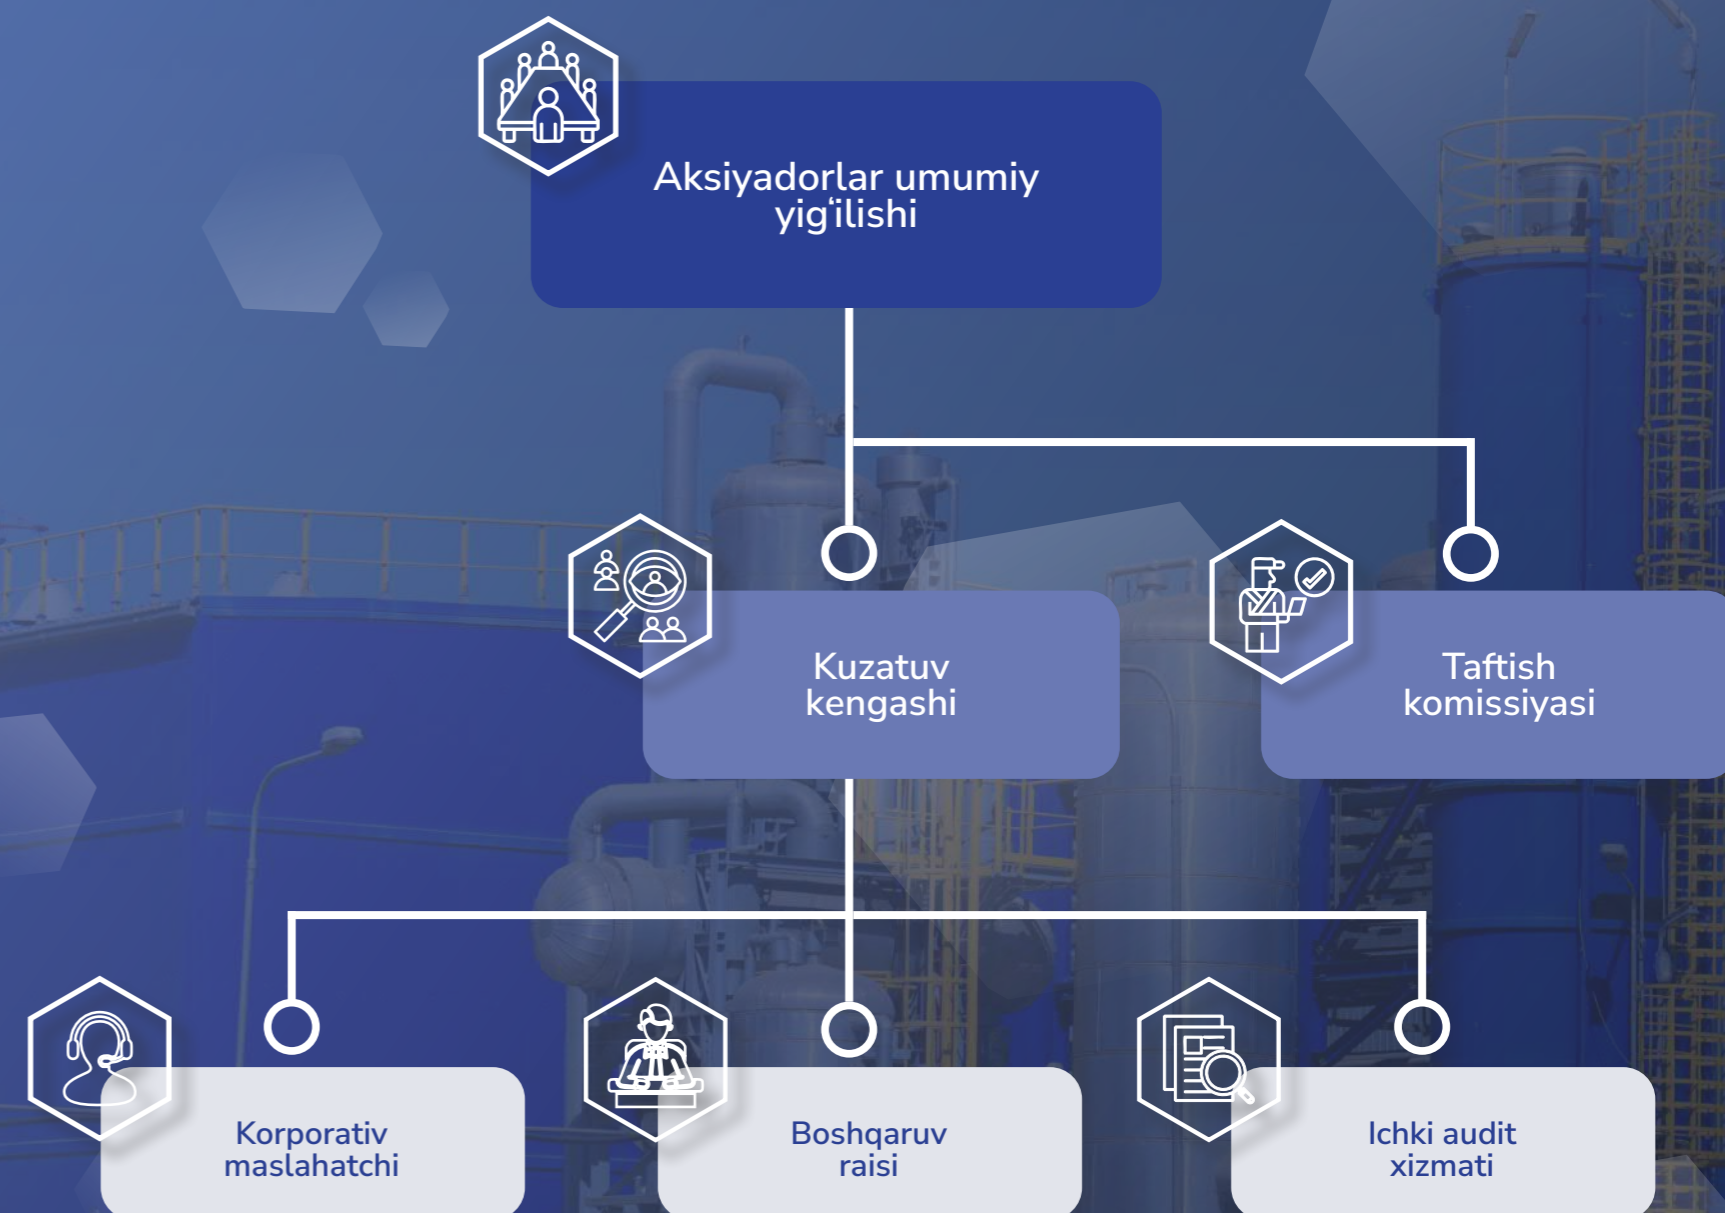 Aksiyadorlar umumiy
yig‘ilishi
Kuzatuv
kengashi
Taftish
komissiyasi
Korporativ
maslahatchi
Boshqaruv
raisi
Ichki audit
xizmati